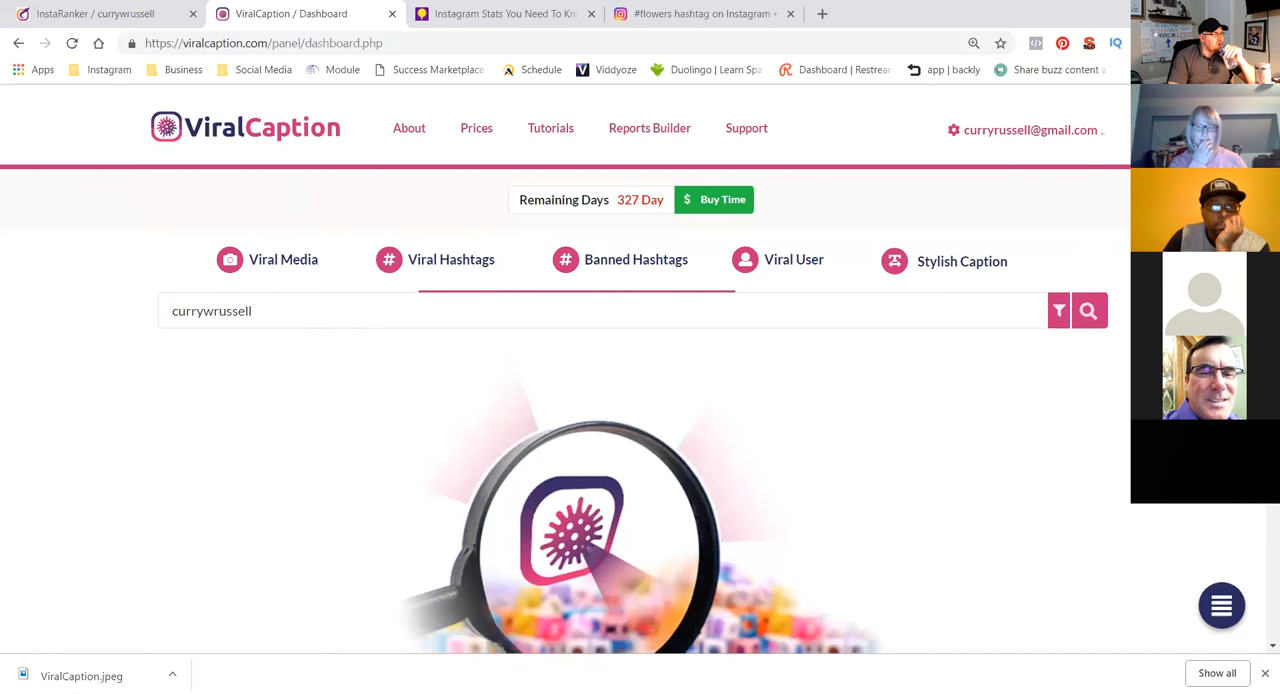 InstaRanker / currywrussell
ViralCaption / Dashboard
Instagram Stats You Need To Kn
#flowers hashtag on Instagram •
https://viralcaption.com/panel/dashboard.php
Apps
Instagram
Business
Social Media
Module
Success Marketplace
Schedule
Viddyoze
Duolingo | Learn Spa
Dashboard | Restrea
app | backly
Share buzz content a
IQ
ViralCaption
About
Prices
Tutorials
Reports Builder
Support
curryrussell@gmail.com ..
Remaining Days 327 Day
$ Buy Time
Viral Media
# Viral Hashtags
# Banned Hashtags
Viral User
Stylish Caption
currywrussell
ViralCaption.jpeg
Show all